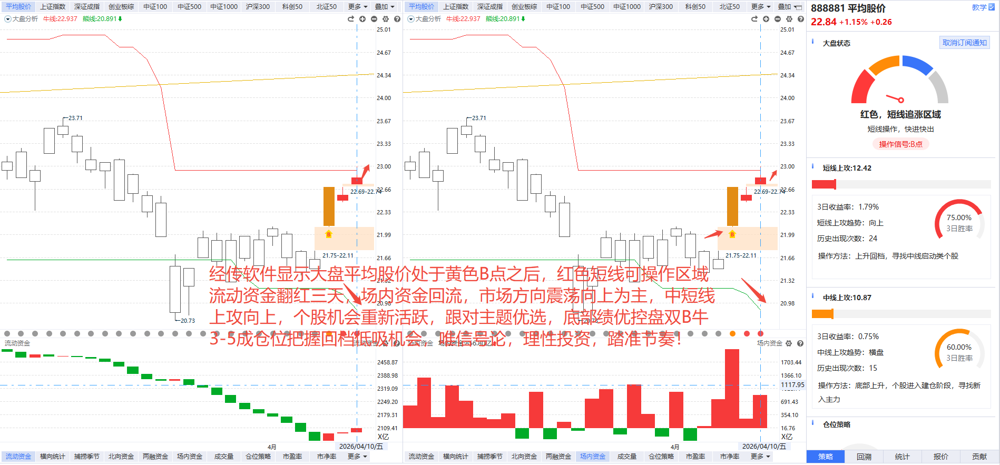 平均股价 上证指数 深证成指 创业板综 中证100 中证500 中证1000 沪深300 科创50 北证50 更多 叠加
大盘分析 牛线:22.937 熊线:20.891
25.01
24.67
24.34
24.00
23.67
23.33
23.00
22.66
22.33
21.99
21.66
21.32
20.98
23.71
22.69-22.74
B
21.75-22.11
20.73
流动资金
流动资金
2458.87
2388.98
2319.09
2249.20
2179.31
2109.41
X亿
4月
2026/04/10/五
流动资金 横向统计 捕捞季节 北向资金 两融资金 场内资金 成交量 仓位策略 市盈率 市净率 更多
平均股价 上证指数 深证成指 创业板综 中证100 中证500 中证1000 沪深300 科创50 北证50 更多 叠加
大盘分析 牛线:22.937 熊线:20.891
25.01
24.67
24.34
24.00
23.67
23.33
23.00
22.66
22.33
21.99
21.66
21.32
20.98
23.71
22.69-22.74
B
21.75-22.11
经传软件显示大盘平均股价处于黄色B点之后，红色短线可操作区域
流动资金翻红三天，场内资金回流，市场方向震荡向上为主，中短线
上攻向上，个股机会重新活跃，跟对主题优选，底部绩优控盘双B牛
3-5成仓位把握回档低吸机会，唯信号论，理性投资，踏准节奏！
场内资金 场内资金:856.80亿
场内资金
1703.44
1366.10
1117.95
691.43
354.10
16.76
X亿
4月
2026/04/10/五
流动资金 横向统计 捕捞季节 北向资金 两融资金 场内资金 成交量 仓位策略 市盈率 市净率 更多
888881 平均股价 教学
22.84 +1.15% +0.26
大盘状态 取消订阅通知
红色，短线追涨区域
短线操作，快进快出
操作信号:B点
短线上攻:12.42
3日收益率：1.79%
短线上攻趋势：向上
历史出现次数：24
75.00%
3日胜率
操作方法：上升回档，寻找中线启动类个股
中线上攻:10.87
3日收益率：0.75%
中线上攻趋势：横盘
历史出现次数：15
60.00%
3日胜率
操作方法：底部上升，个股进入建仓阶段，寻找新
入主力
仓位策略
策略 回溯 统计 报价 贡献